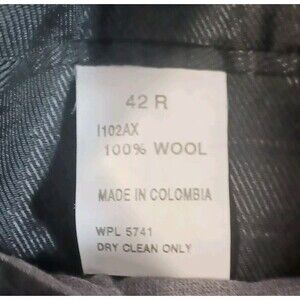 42 R
I102AX
100% WOOL
MADE IN COLOMBIA
WPL 5741
DRY CLEAN ONLY